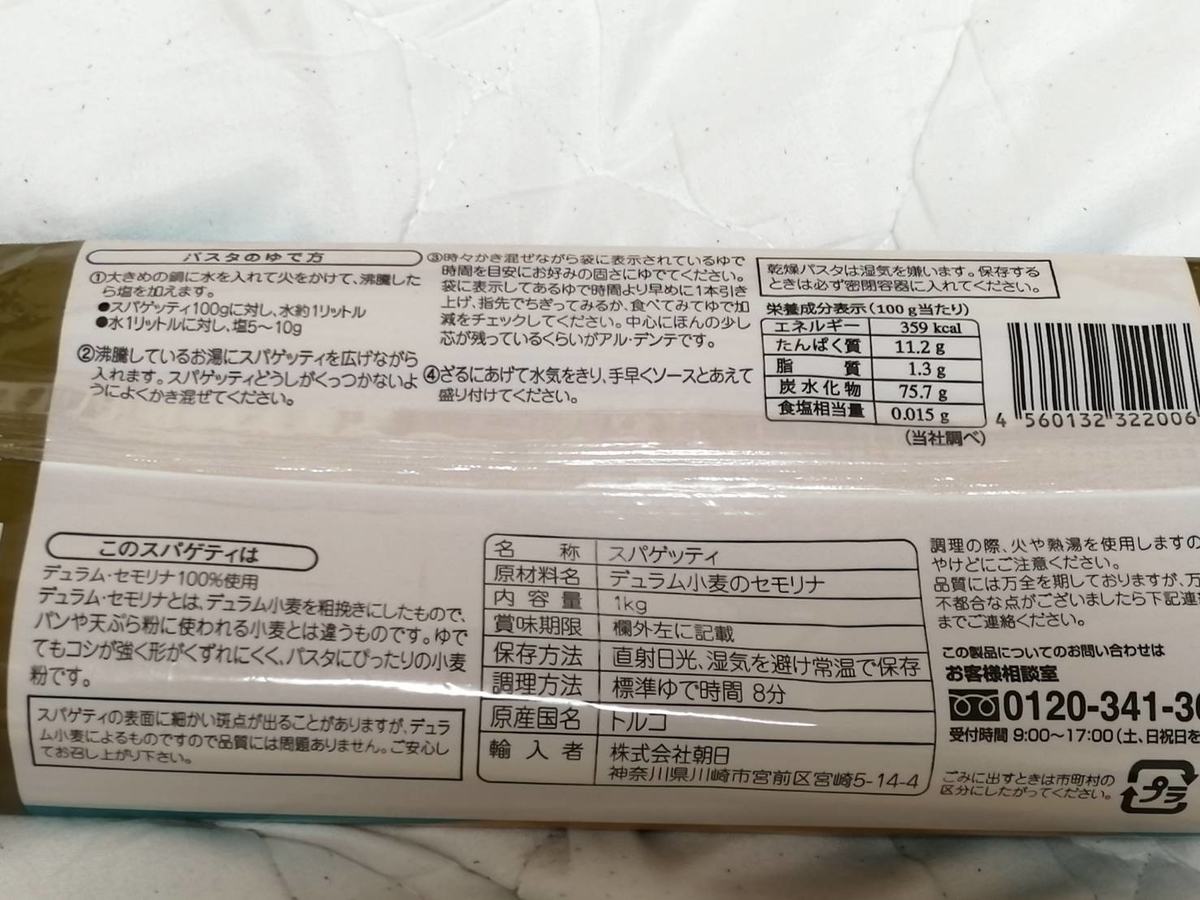 パスタのゆで方
①大きめの鍋に水を入れて火をかけて、沸騰した
ら塩を加えます。
●スパゲッティ100gに対し、水約1リットル
●水1リットルに対し、塩5〜10g
②沸騰しているお湯にスパゲッティを広げながら
入れます。スパゲッティどうしがくっつかないよ
うによくかき混ぜてください。
③時々かき混ぜながら袋に表示されているゆで
時間を目安にお好みの固さにゆでてください。
袋に表示してあるゆで時間より早めに1本引き
上げ、指先でちぎってみるか、食べてみてゆで加
減をチェックしてください。中心にほんの少し
芯が残っているくらいがアル・デンテです。
④ざるにあげて水気をきり、手早くソースとあえて
盛り付けてください。
乾燥パスタは湿気を嫌います。保存する
ときは必ず密閉容器に入れてください。
栄養成分表示(100g当たり)
エネルギー 359 kcal
たんぱく質 11.2 g
脂質 1.3 g
炭水化物 75.7 g
食塩相当量 0.015 g
(当社調べ)
4 560132 322006
このスパゲティは
デュラム・セモリナ100%使用
デュラム・セモリナとは、デュラム小麦を粗挽きにしたもので、
パンや天ぷら粉に使われる小麦とは違うものです。ゆで
てもコシが強く形がくずれにくく、パスタにぴったりの小麦
粉です。
スパゲティの表面に細かい斑点が出ることがありますが、デュラ
ム小麦によるものですので品質には問題ありません。ご安心し
てお召し上がり下さい。
名称 スパゲッティ
原材料名 デュラム小麦のセモリナ
内容量 1kg
賞味期限 欄外左に記載
保存方法 直射日光、湿気を避け常温で保存
調理方法 標準ゆで時間 8分
原産国名 トルコ
輸入者 株式会社朝日
神奈川県川崎市宮前区宮崎5-14-4
調理の際、火や熱湯を使用しますの
やけどにご注意ください。
品質には万全を期しておりますが、万
不都合な点がございましたら下記連
までご連絡ください。
この製品についてのお問い合わせは
お客様相談室
0120-341-3
受付時間 9:00〜17:00(土、日祝日を
ごみに出すときは市町村の
区分にしたがってください。
プラ